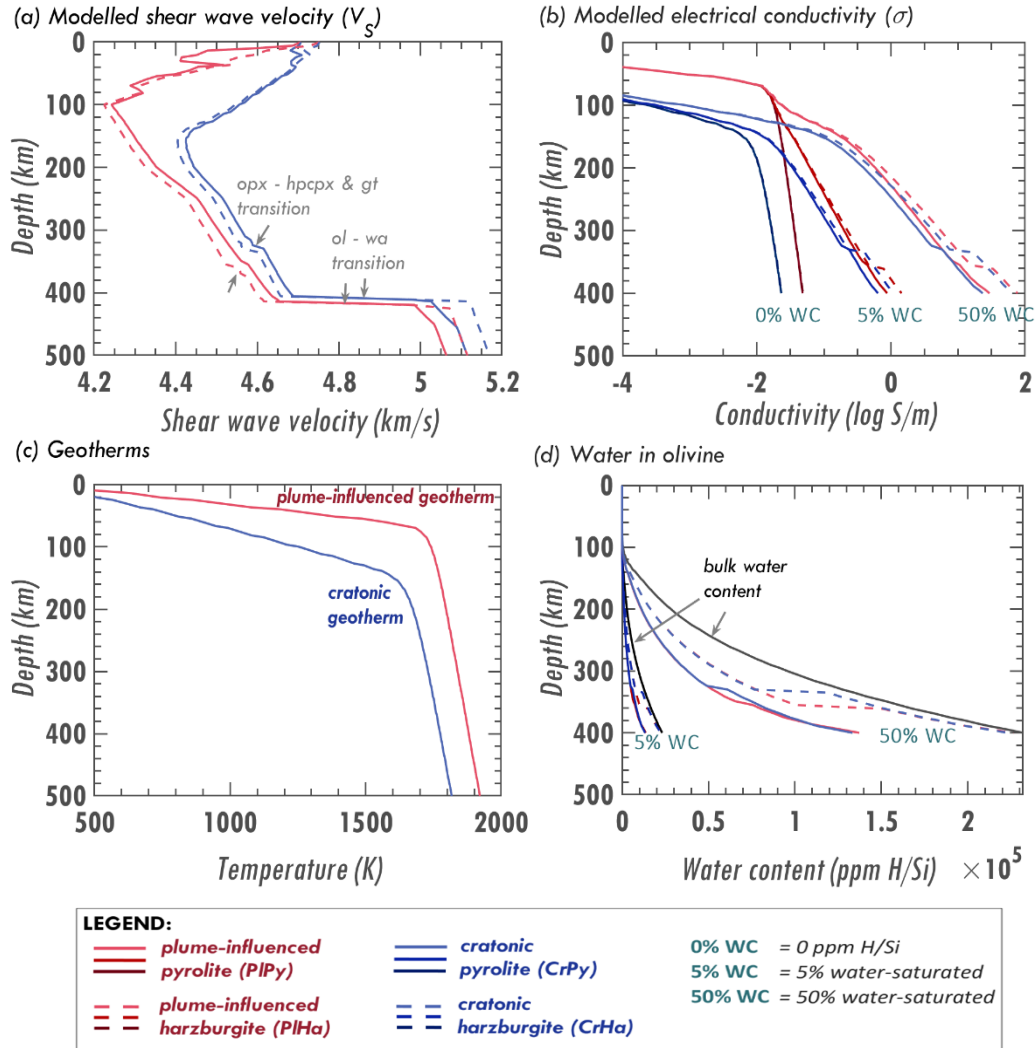 (a) Modelled shear wave velocity (VS)
0
100
200
300
400
500
Depth (km)
opx - hpcpx & gt
transition
ol - wa
transition
4.2 4.4 4.6 4.8 5 5.2
Shear wave velocity (km/s)
(b) Modelled electrical conductivity (σ)
0
100
200
300
400
500
Depth (km)
0% WC 5% WC 50% WC
-4 -2 0 2
Conductivity (log S/m)
(c) Geotherms
0
100
200
300
400
500
Depth (km)
plume-influenced geotherm
cratonic
geotherm
500 1000 1500 2000
Temperature (K)
(d) Water in olivine
0
100
200
300
400
500
Depth (km)
bulk water
content
5% WC 50% WC
0 0.5 1 1.5 2
Water content (ppm H/Si) × 10^5
LEGEND:
plume-influenced
pyrolite (PlPy)
plume-influenced
harzburgite (PlHa)
cratonic
pyrolite (CrPy)
cratonic
harzburgite (CrHa)
0% WC = 0 ppm H/Si
5% WC = 5% water-saturated
50% WC = 50% water-saturated